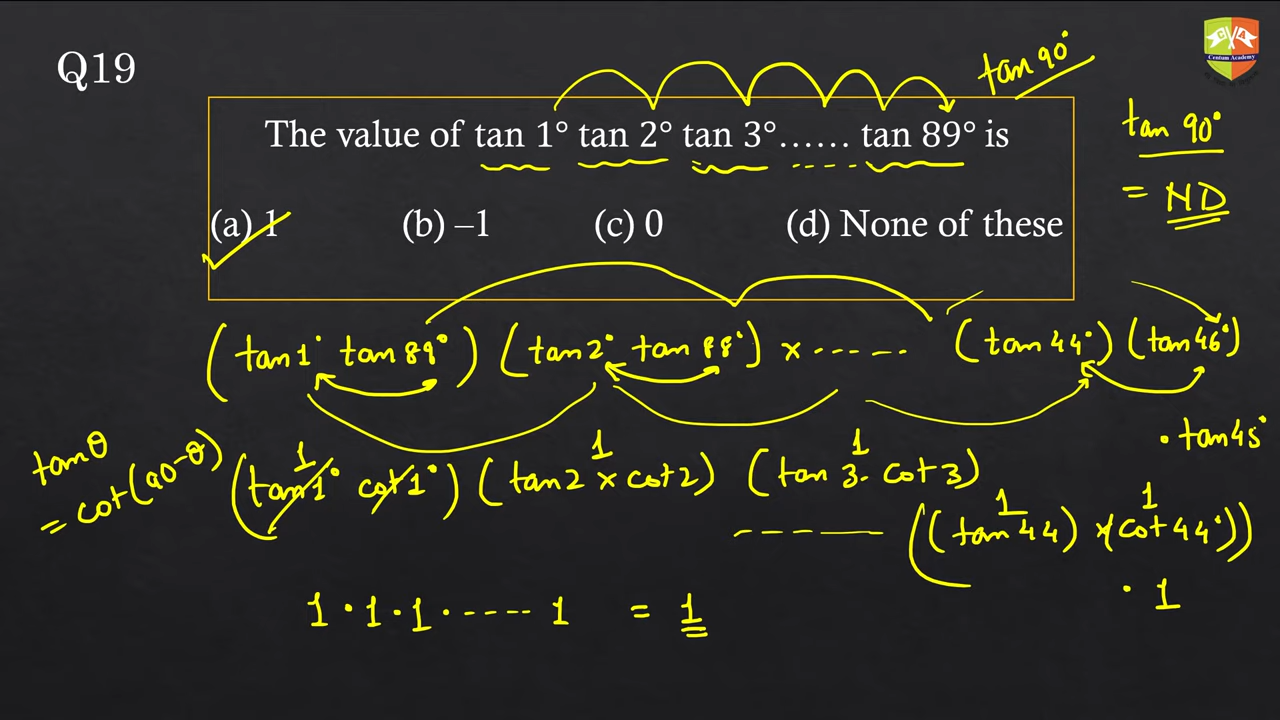 Q19
tan 90°
C A
Centum Academy
The value of tan 1° tan 2° tan 3°...... tan 89° is
tan 90°
= ND
(a) 1 (b) –1 (c) 0 (d) None of these
(tan 1° tan 89°) (tan 2° tan 88°) × ...... (tan 44°) (tan 46°)
· tan 45°
tan θ
= cot (90-θ)
1 1 1
(tan 1° cot 1°) (tan 2 × cot 2) (tan 3 · cot 3)
1 1
------ ((tan 44) × (cot 44°))
· 1
1 · 1 · 1 · ----- 1 = 1